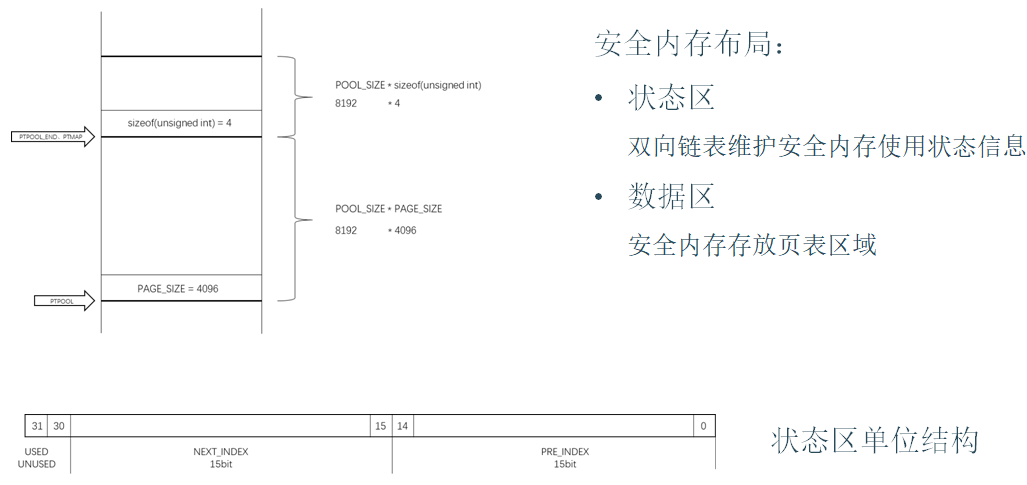 POOL_SIZE * sizeof(unsigned int)
8192 * 4
sizeof(unsigned int) = 4
PTPOOL_END、PTMAP
POOL_SIZE * PAGE_SIZE
8192 * 4096
PAGE_SIZE = 4096
PTPOOL
安全内存布局：
• 状态区
双向链表维护安全内存使用状态信息
• 数据区
安全内存存放页表区域
31 30 15 14 0
USED NEXT_INDEX PRE_INDEX
UNUSED 15bit 15bit
状态区单位结构